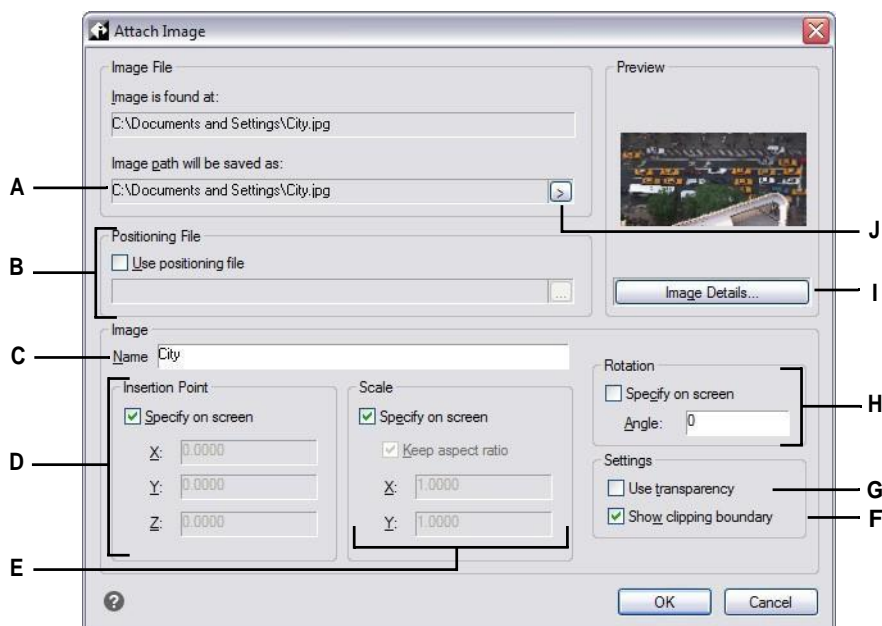 Attach Image
Image File
Image is found at:
C:\Documents and Settings\City.jpg
Image path will be saved as:
A
C:\Documents and Settings\City.jpg
>
J
Preview
B
Positioning File
Use positioning file
...
Image Details...
I
Image
C
Name City
Insertion Point
Specify on screen
D
X: 0.0000
Y: 0.0000
Z: 0.0000
Scale
Specify on screen
Keep aspect ratio
X: 1.0000
Y: 1.0000
E
Rotation
Specify on screen
Angle: 0
H
Settings
Use transparency
G
Show clipping boundary
F
?
OK
Cancel